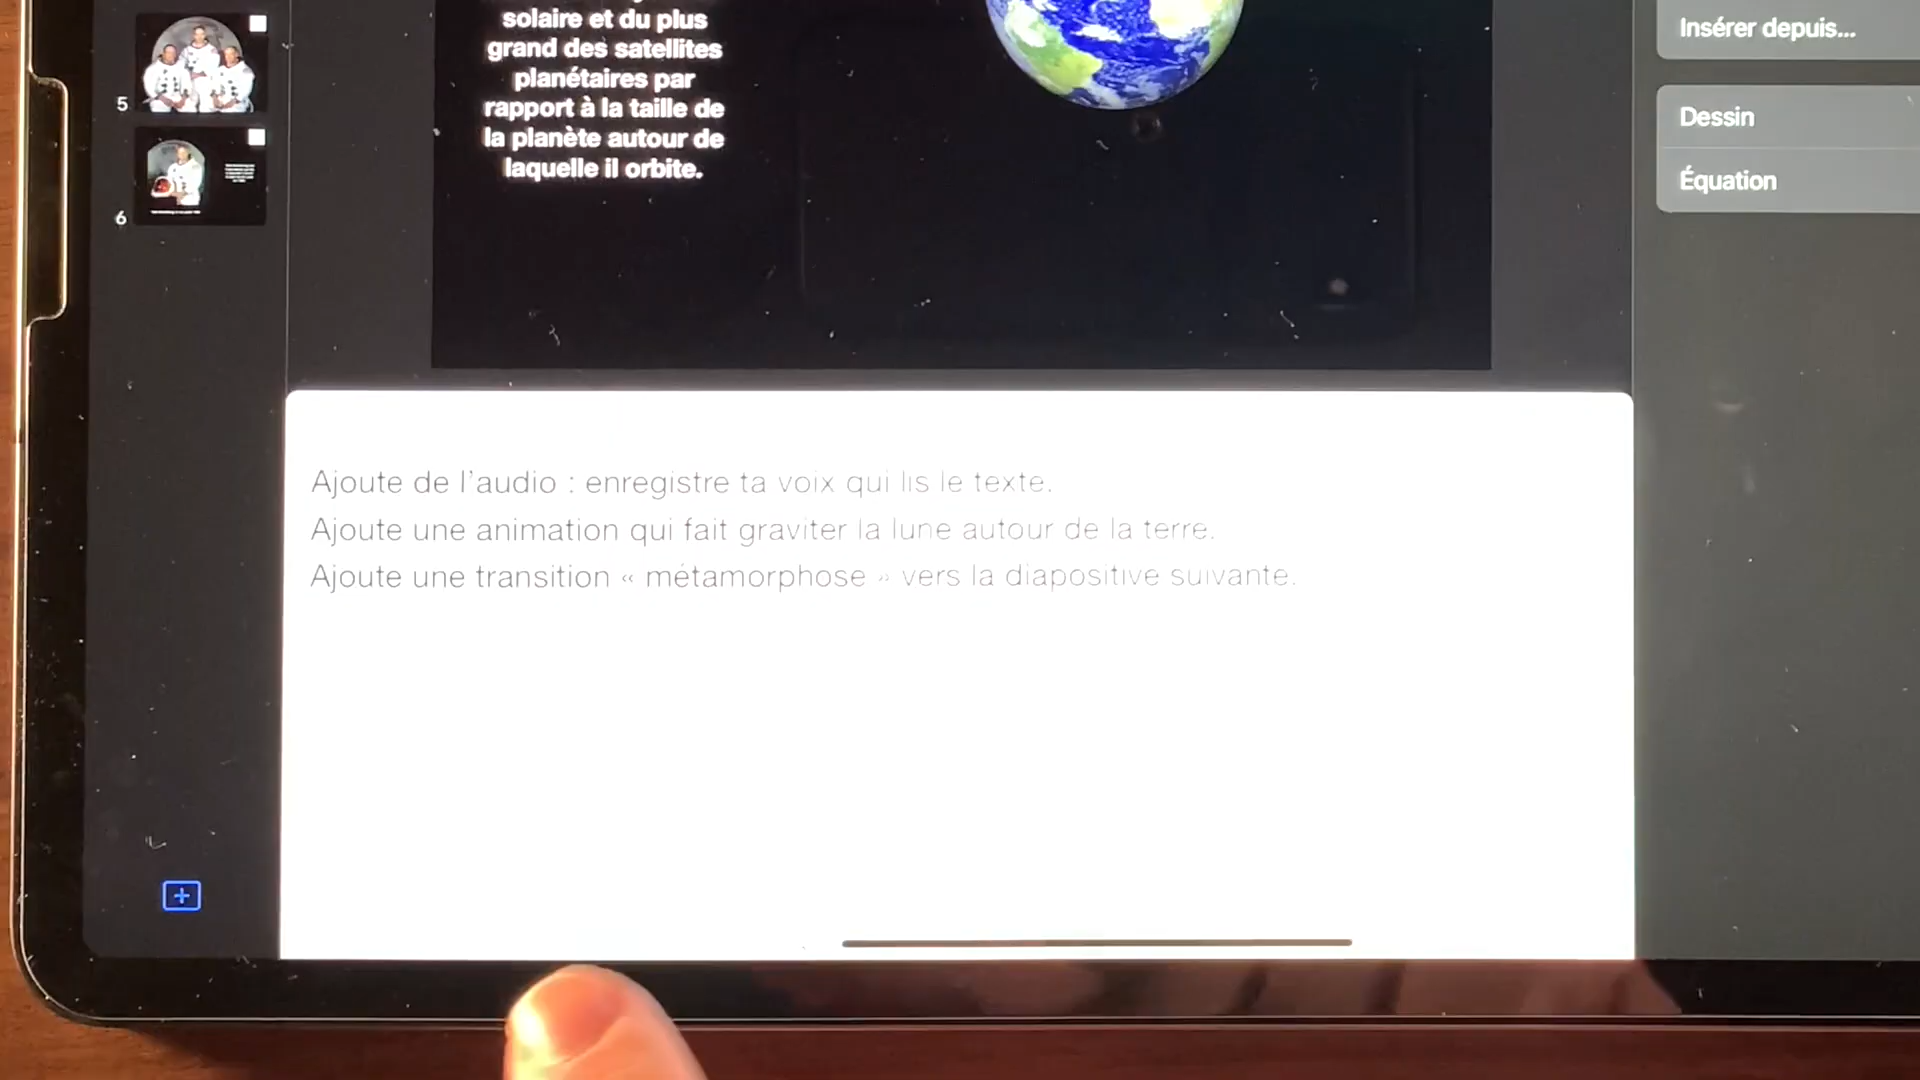 solaire et du plus
grand des satellites
planétaires par
rapport à la taille de
la planète autour de
laquelle il orbite.
Insérer depuis...
Dessin
Équation
5
6
Ajoute de l'audio : enregistre ta voix qui lis le texte.
Ajoute une animation qui fait graviter la lune autour de la terre.
Ajoute une transition « métamorphose » vers la diapositive suivante.